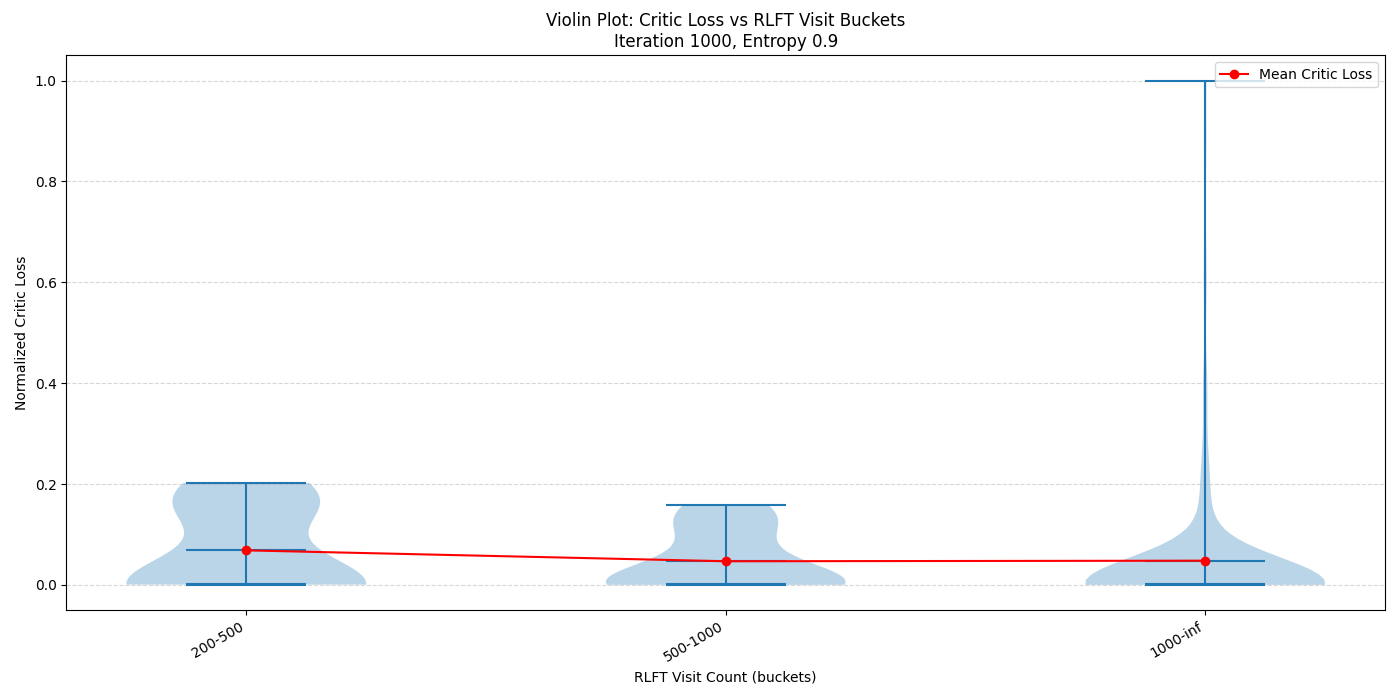 Violin Plot: Critic Loss vs RLFT Visit Buckets
Iteration 1000, Entropy 0.9
Mean Critic Loss
Normalized Critic Loss
1.0
0.8
0.6
0.4
0.2
0.0
200-500
500-1000
1000-inf
RLFT Visit Count (buckets)